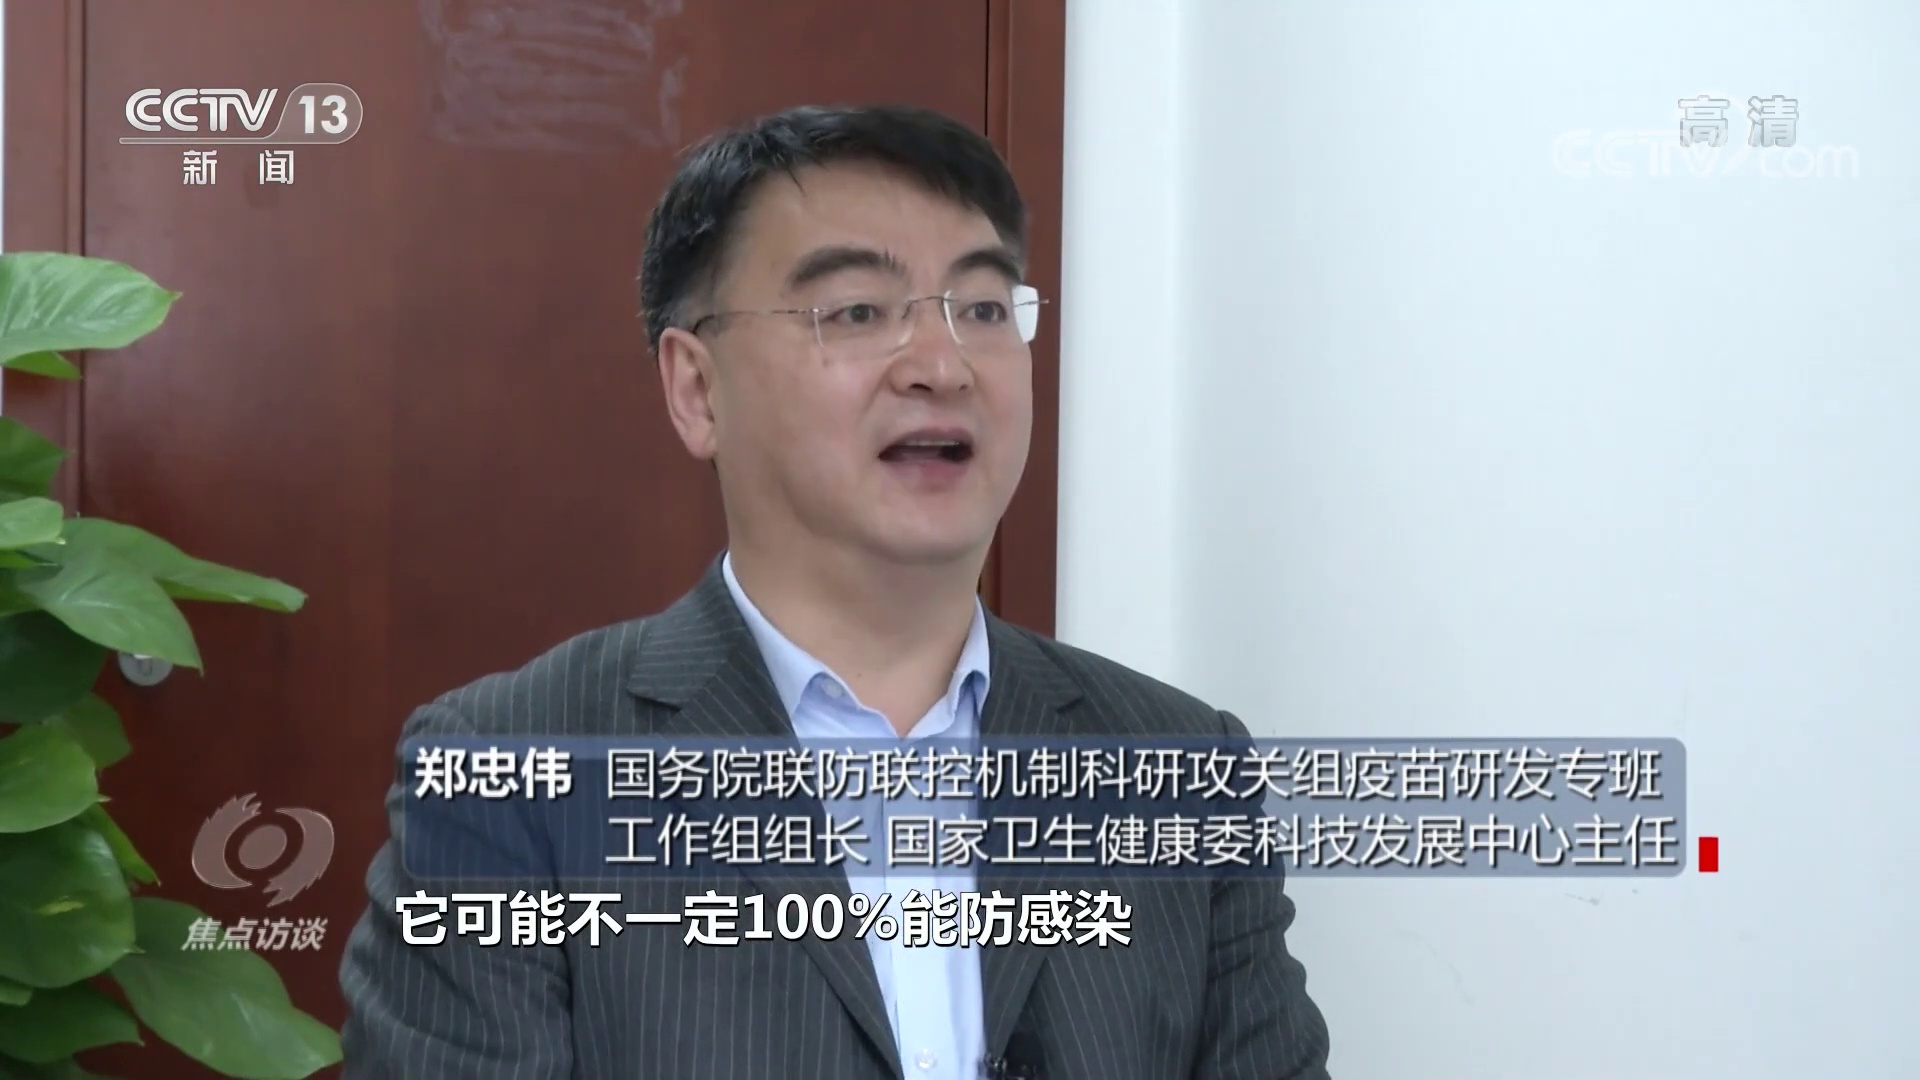 CCTV 13
新闻
高清
CCTV.com
郑忠伟 国务院联防联控机制科研攻关组疫苗研发专班
工作组组长 国家卫生健康委科技发展中心主任
它可能不一定100%能防感染
焦点访谈